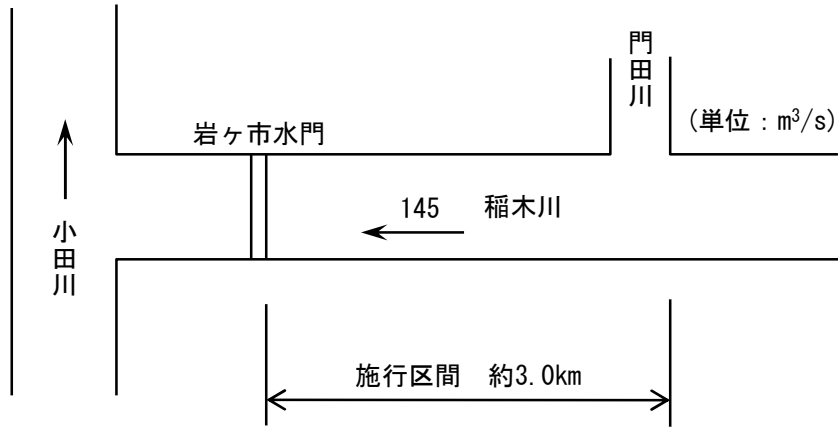 門田川
(単位：m³/s)
岩ヶ市水門
145 稲木川
小田川
施行区間 約3.0km